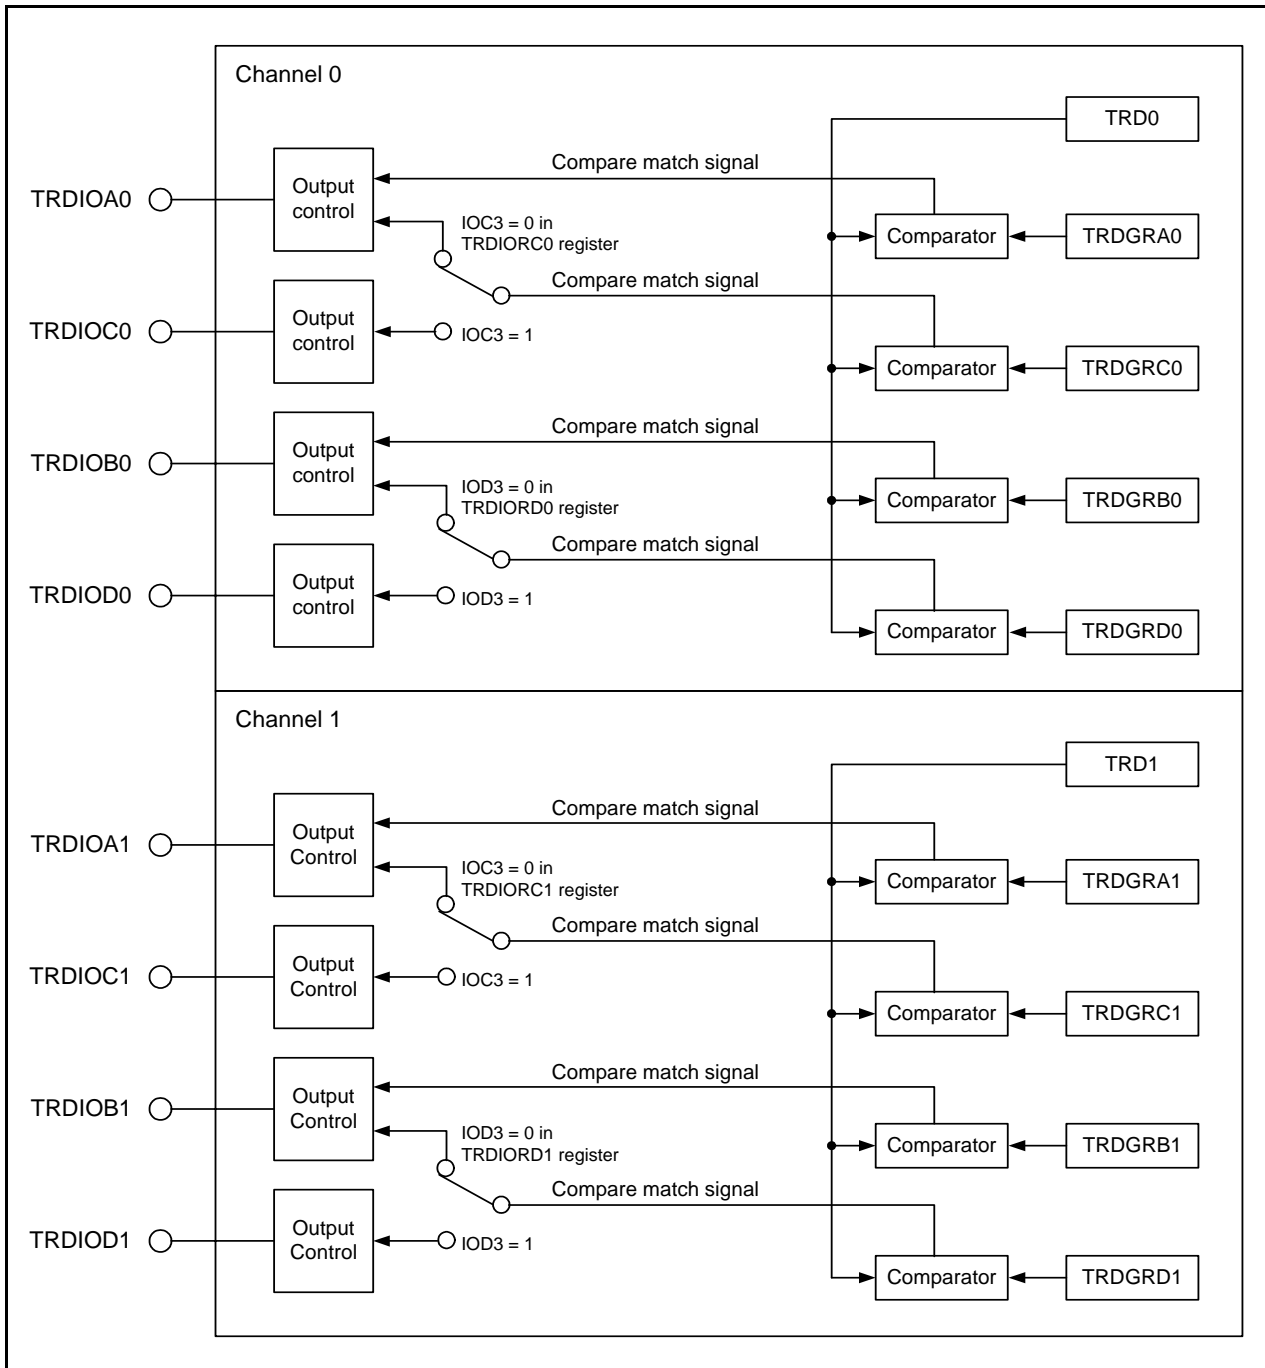 Channel 0
TRD0
Compare match signal
TRDIOA0
Output
control
IOC3 = 0 in
TRDIORC0 register
Comparator
TRDGRA0
Compare match signal
TRDIOC0
Output
control
IOC3 = 1
Comparator
TRDGRC0
Compare match signal
TRDIOB0
Output
control
IOD3 = 0 in
TRDIORD0 register
Comparator
TRDGRB0
Compare match signal
TRDIOD0
Output
control
IOD3 = 1
Comparator
TRDGRD0
Channel 1
TRD1
Compare match signal
TRDIOA1
Output
Control
IOC3 = 0 in
TRDIORC1 register
Comparator
TRDGRA1
Compare match signal
TRDIOC1
Output
Control
IOC3 = 1
Comparator
TRDGRC1
Compare match signal
TRDIOB1
Output
Control
IOD3 = 0 in
TRDIORD1 register
Comparator
TRDGRB1
Compare match signal
TRDIOD1
Output
Control
IOD3 = 1
Comparator
TRDGRD1